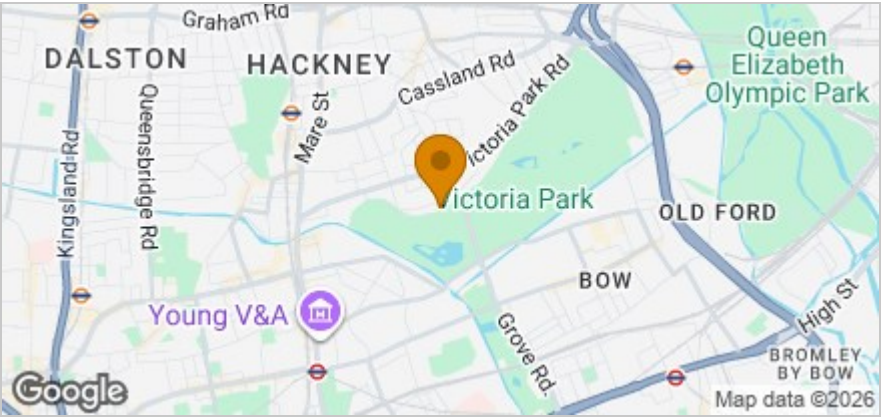 Graham Rd
DALSTON
HACKNEY
Cassland Rd
Queen
Elizabeth
Olympic Park
Queensbridge Rd
Mare St
Victoria Park Rd
Kingsland Rd
Victoria Park
OLD FORD
BOW
Young V&A
High St
Grove Rd.
BROMLEY
BY BOW
Google
Map data ©2026